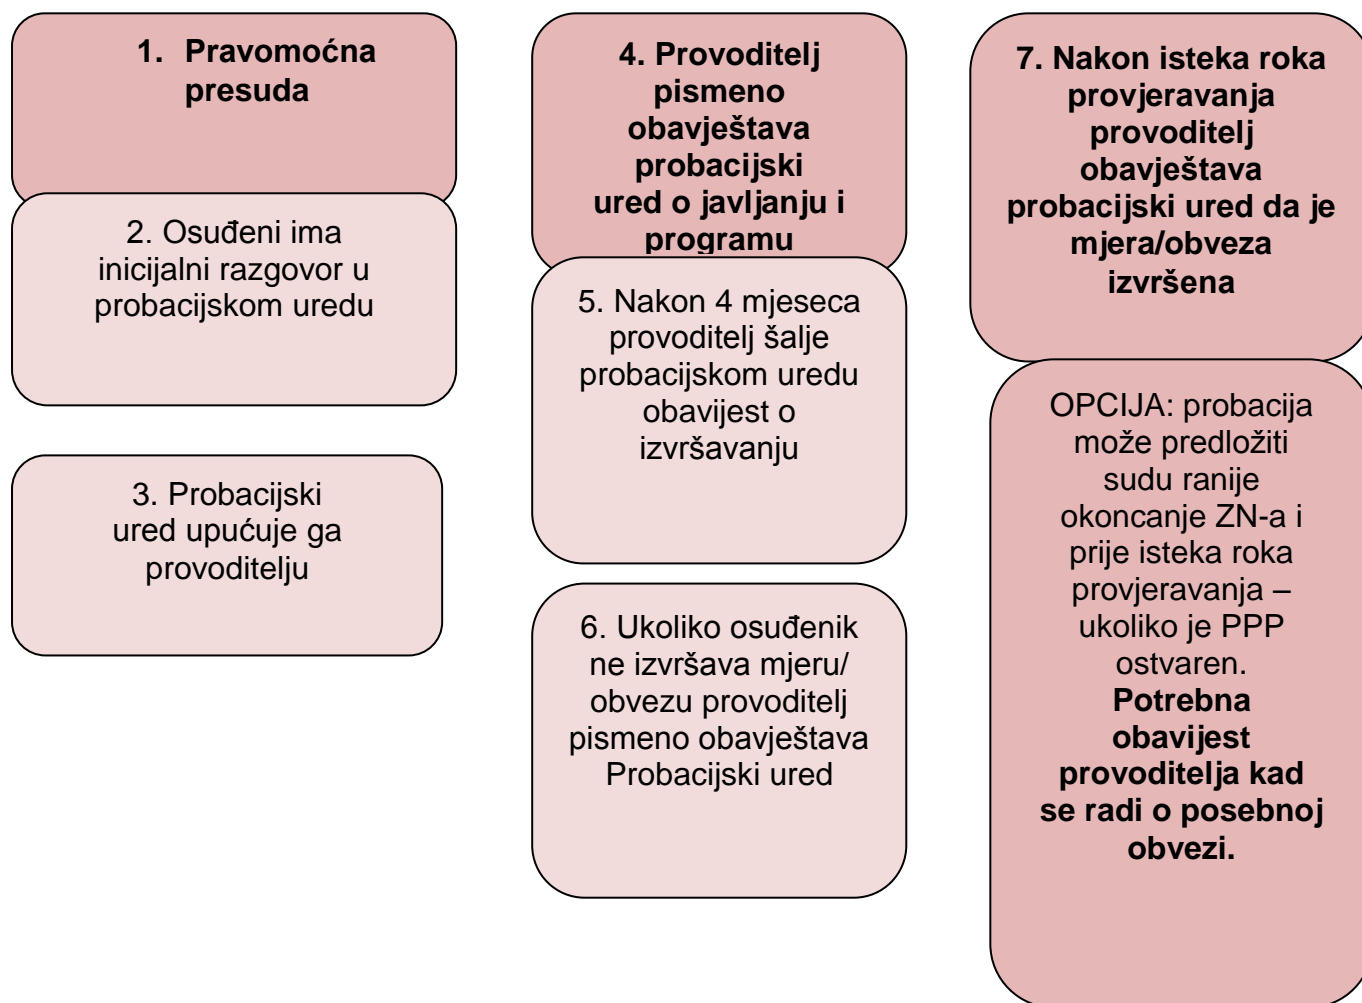 1. Pravomoćna
presuda
2. Osuđeni ima
inicijalni razgovor u
probacijskom uredu
3. Probacijski
ured upućuje ga
provoditelju
4. Provoditelj
pismeno
obavještava
probacijski
ured o javljanju i
programu
5. Nakon 4 mjeseca
provoditelj šalje
probacijskom uredu
obavijest o
izvršavanju
6. Ukoliko osuđenik
ne izvršava mjeru/
obvezu provoditelj
pismeno obavještava
Probacijski ured
7. Nakon isteka roka
provjeravanja
provoditelj
obavještava
probacijski ured da je
mjera/obveza
izvršena
OPCIJA: probacija
može predložiti
sudu ranije
okoncanje ZN-a i
prije isteka roka
provjeravanja –
ukoliko je PPP
ostvaren.
Potrebna
obavijest
provoditelja kad
se radi o posebnoj
obvezi.